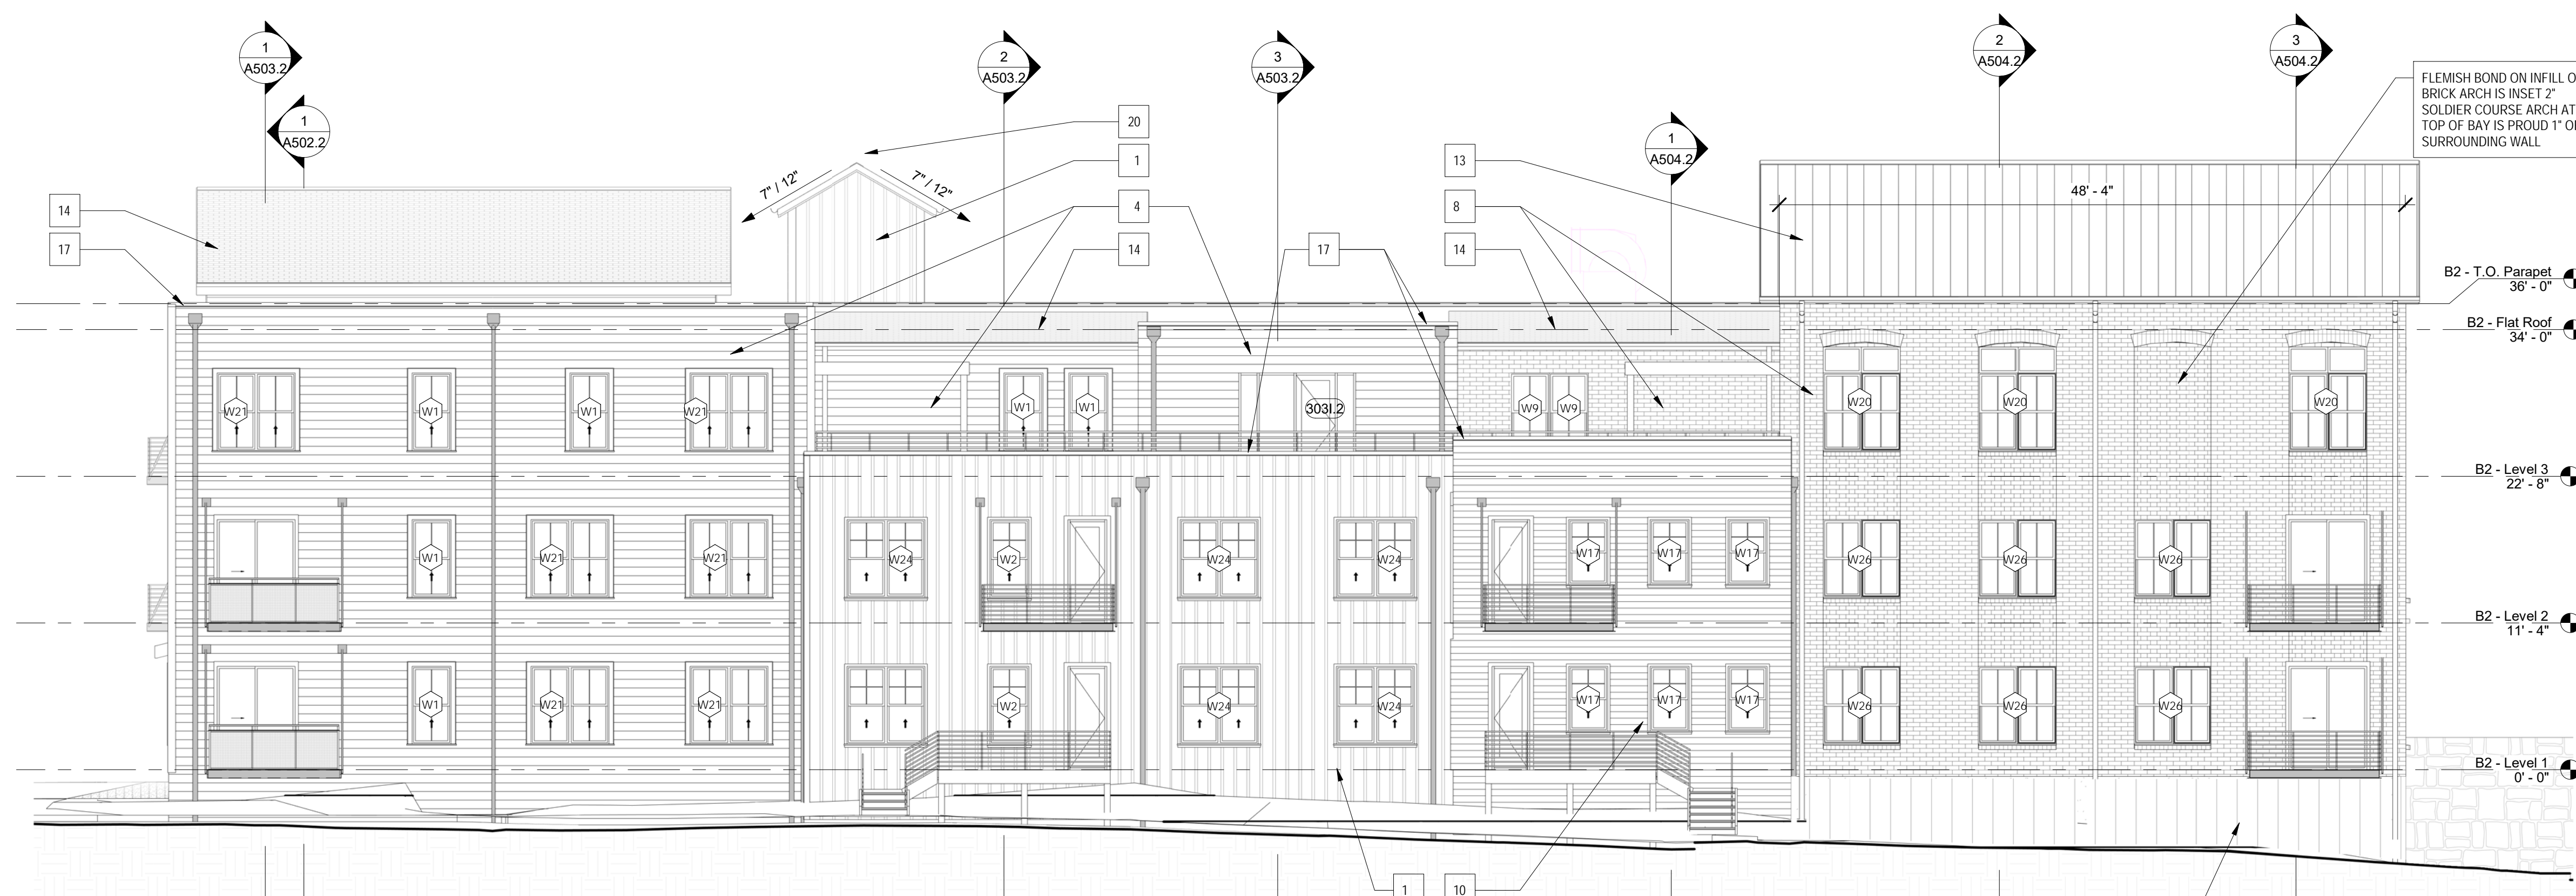 1
A503.2
2
A503.2
3
A503.2
2
A504.2
3
A504.2
1
A502.2
1
A504.2
FLEMISH BOND ON INFILL
BRICK ARCH IS INSET 2"
SOLDIER COURSE ARCH AT
TOP OF BAY IS PROUD 1"
SURROUNDING WALL
20
1
4
14
13
8
14
17
14
17
7" / 12"
7" / 12"
48' - 4"
B2 - T.O. Parapet
36' - 0"
B2 - Flat Roof
34' - 0"
B2 - Level 3
22' - 8"
B2 - Level 2
11' - 4"
B2 - Level 1
0' - 0"
W21
W1
W1
W21
W1
W1
303I.2
W9
W9
W20
W20
W20
W1
W21
W21
W24
W2
W24
W24
W17
W17
W17
W26
W26
W26
W1
W21
W21
W2
W24
W24
W17
W17
W17
W26
W26
W26
1
10